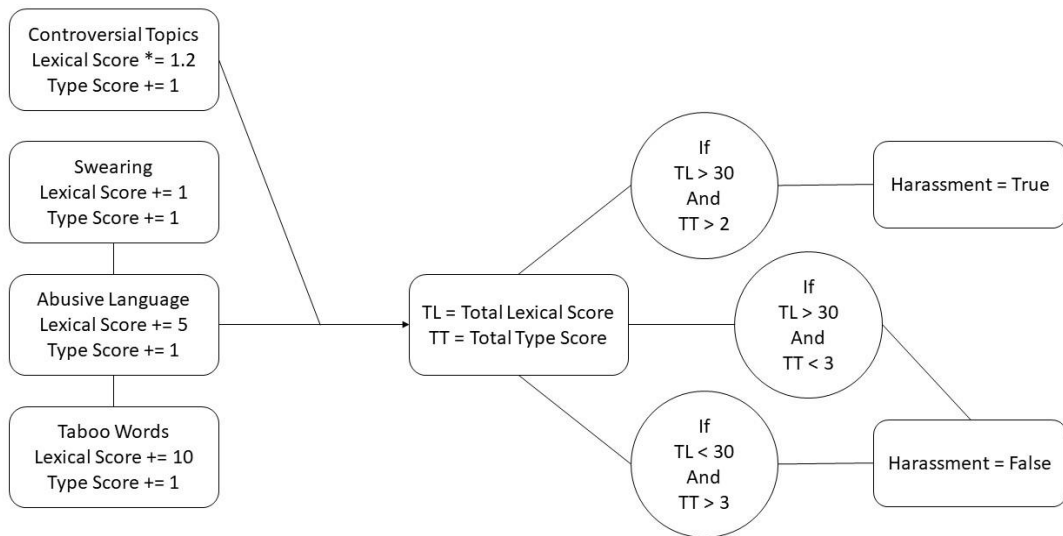 Controversial Topics
Lexical Score *= 1.2
Type Score += 1
Swearing
Lexical Score += 1
Type Score += 1
Abusive Language
Lexical Score += 5
Type Score += 1
Taboo Words
Lexical Score += 10
Type Score += 1
TL = Total Lexical Score
TT = Total Type Score
If
TL > 30
And
TT > 2
Harassment = True
If
TL > 30
And
TT < 3
If
TL < 30
And
TT > 3
Harassment = False